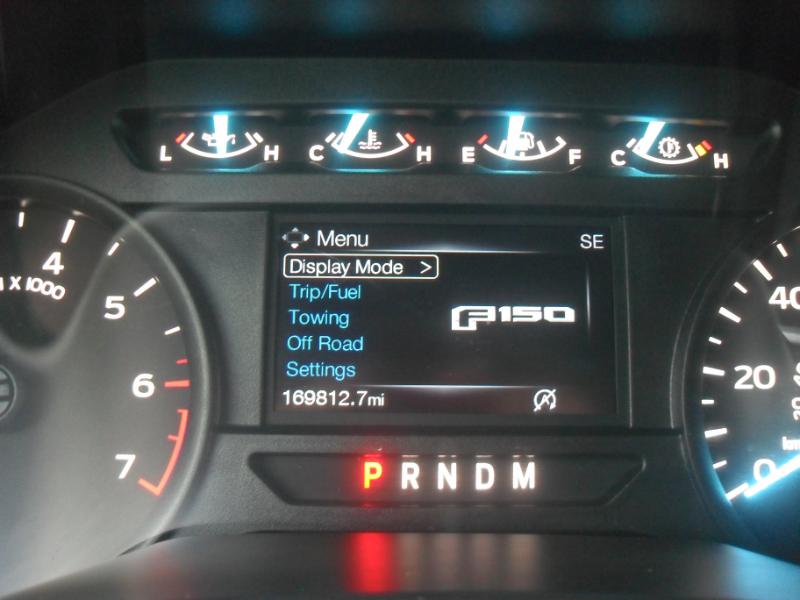 L H C H E F C H
Menu SE
Display Mode >
Trip/Fuel
Towing
Off Road
Settings
F150
169812.7mi
4
x 1000
5
6
7
40
20
0
20
P R N D M